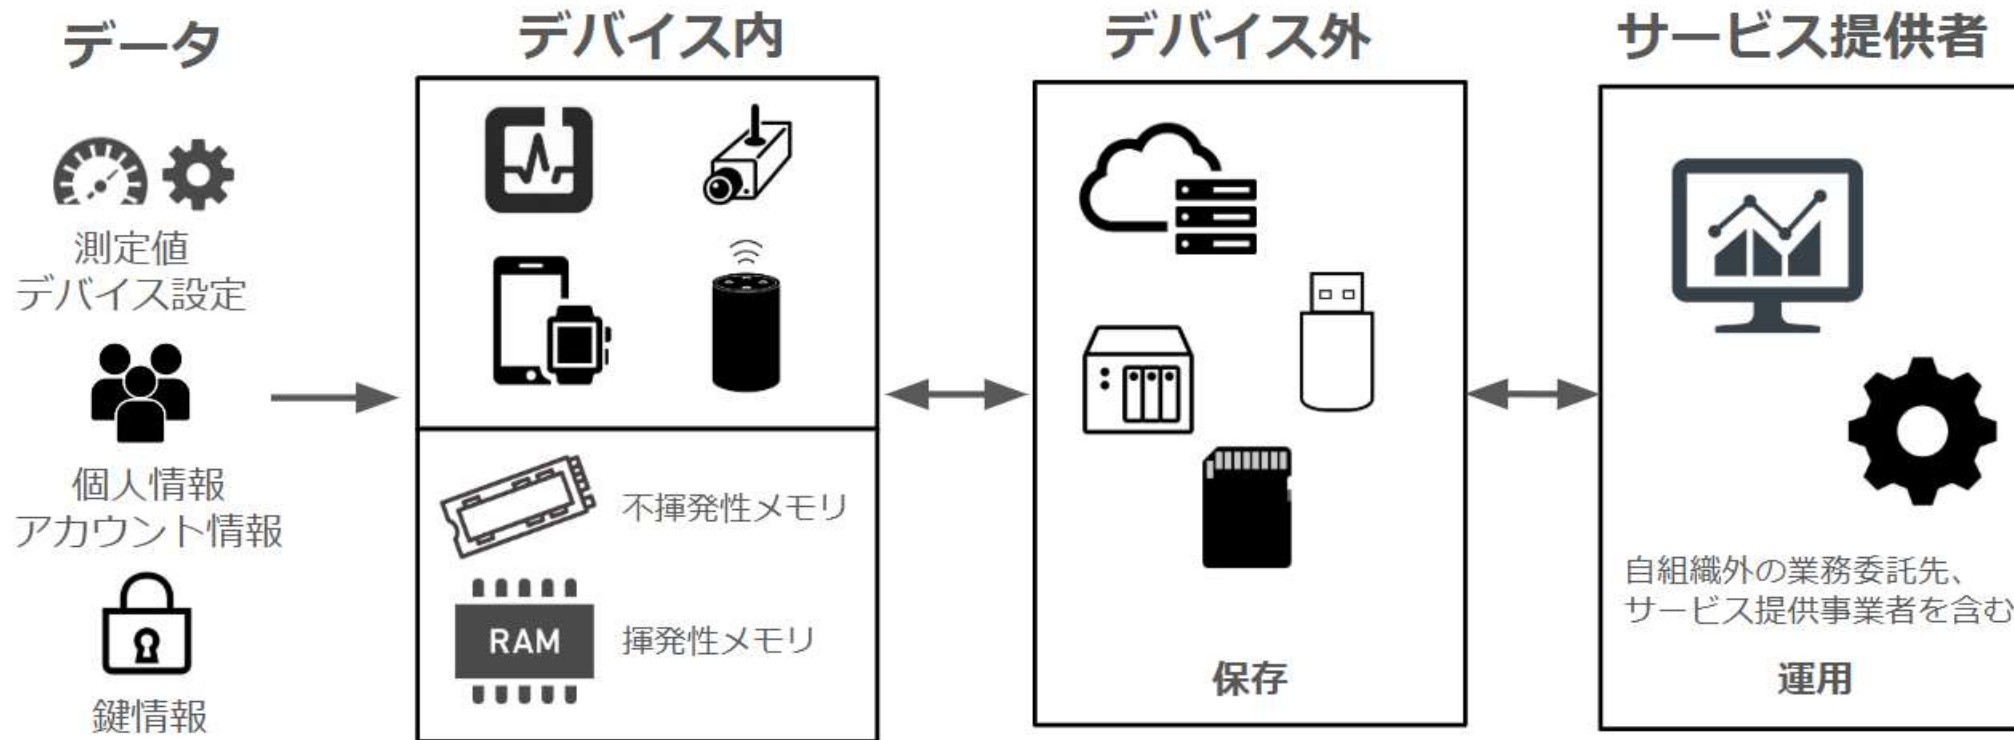 データ
デバイス内
デバイス外
サービス提供者
測定値
デバイス設定
個人情報
アカウント情報
鍵情報
不揮発性メモリ
RAM
揮発性メモリ
保存
自組織外の業務委託先、
サービス提供事業者を含む
運用